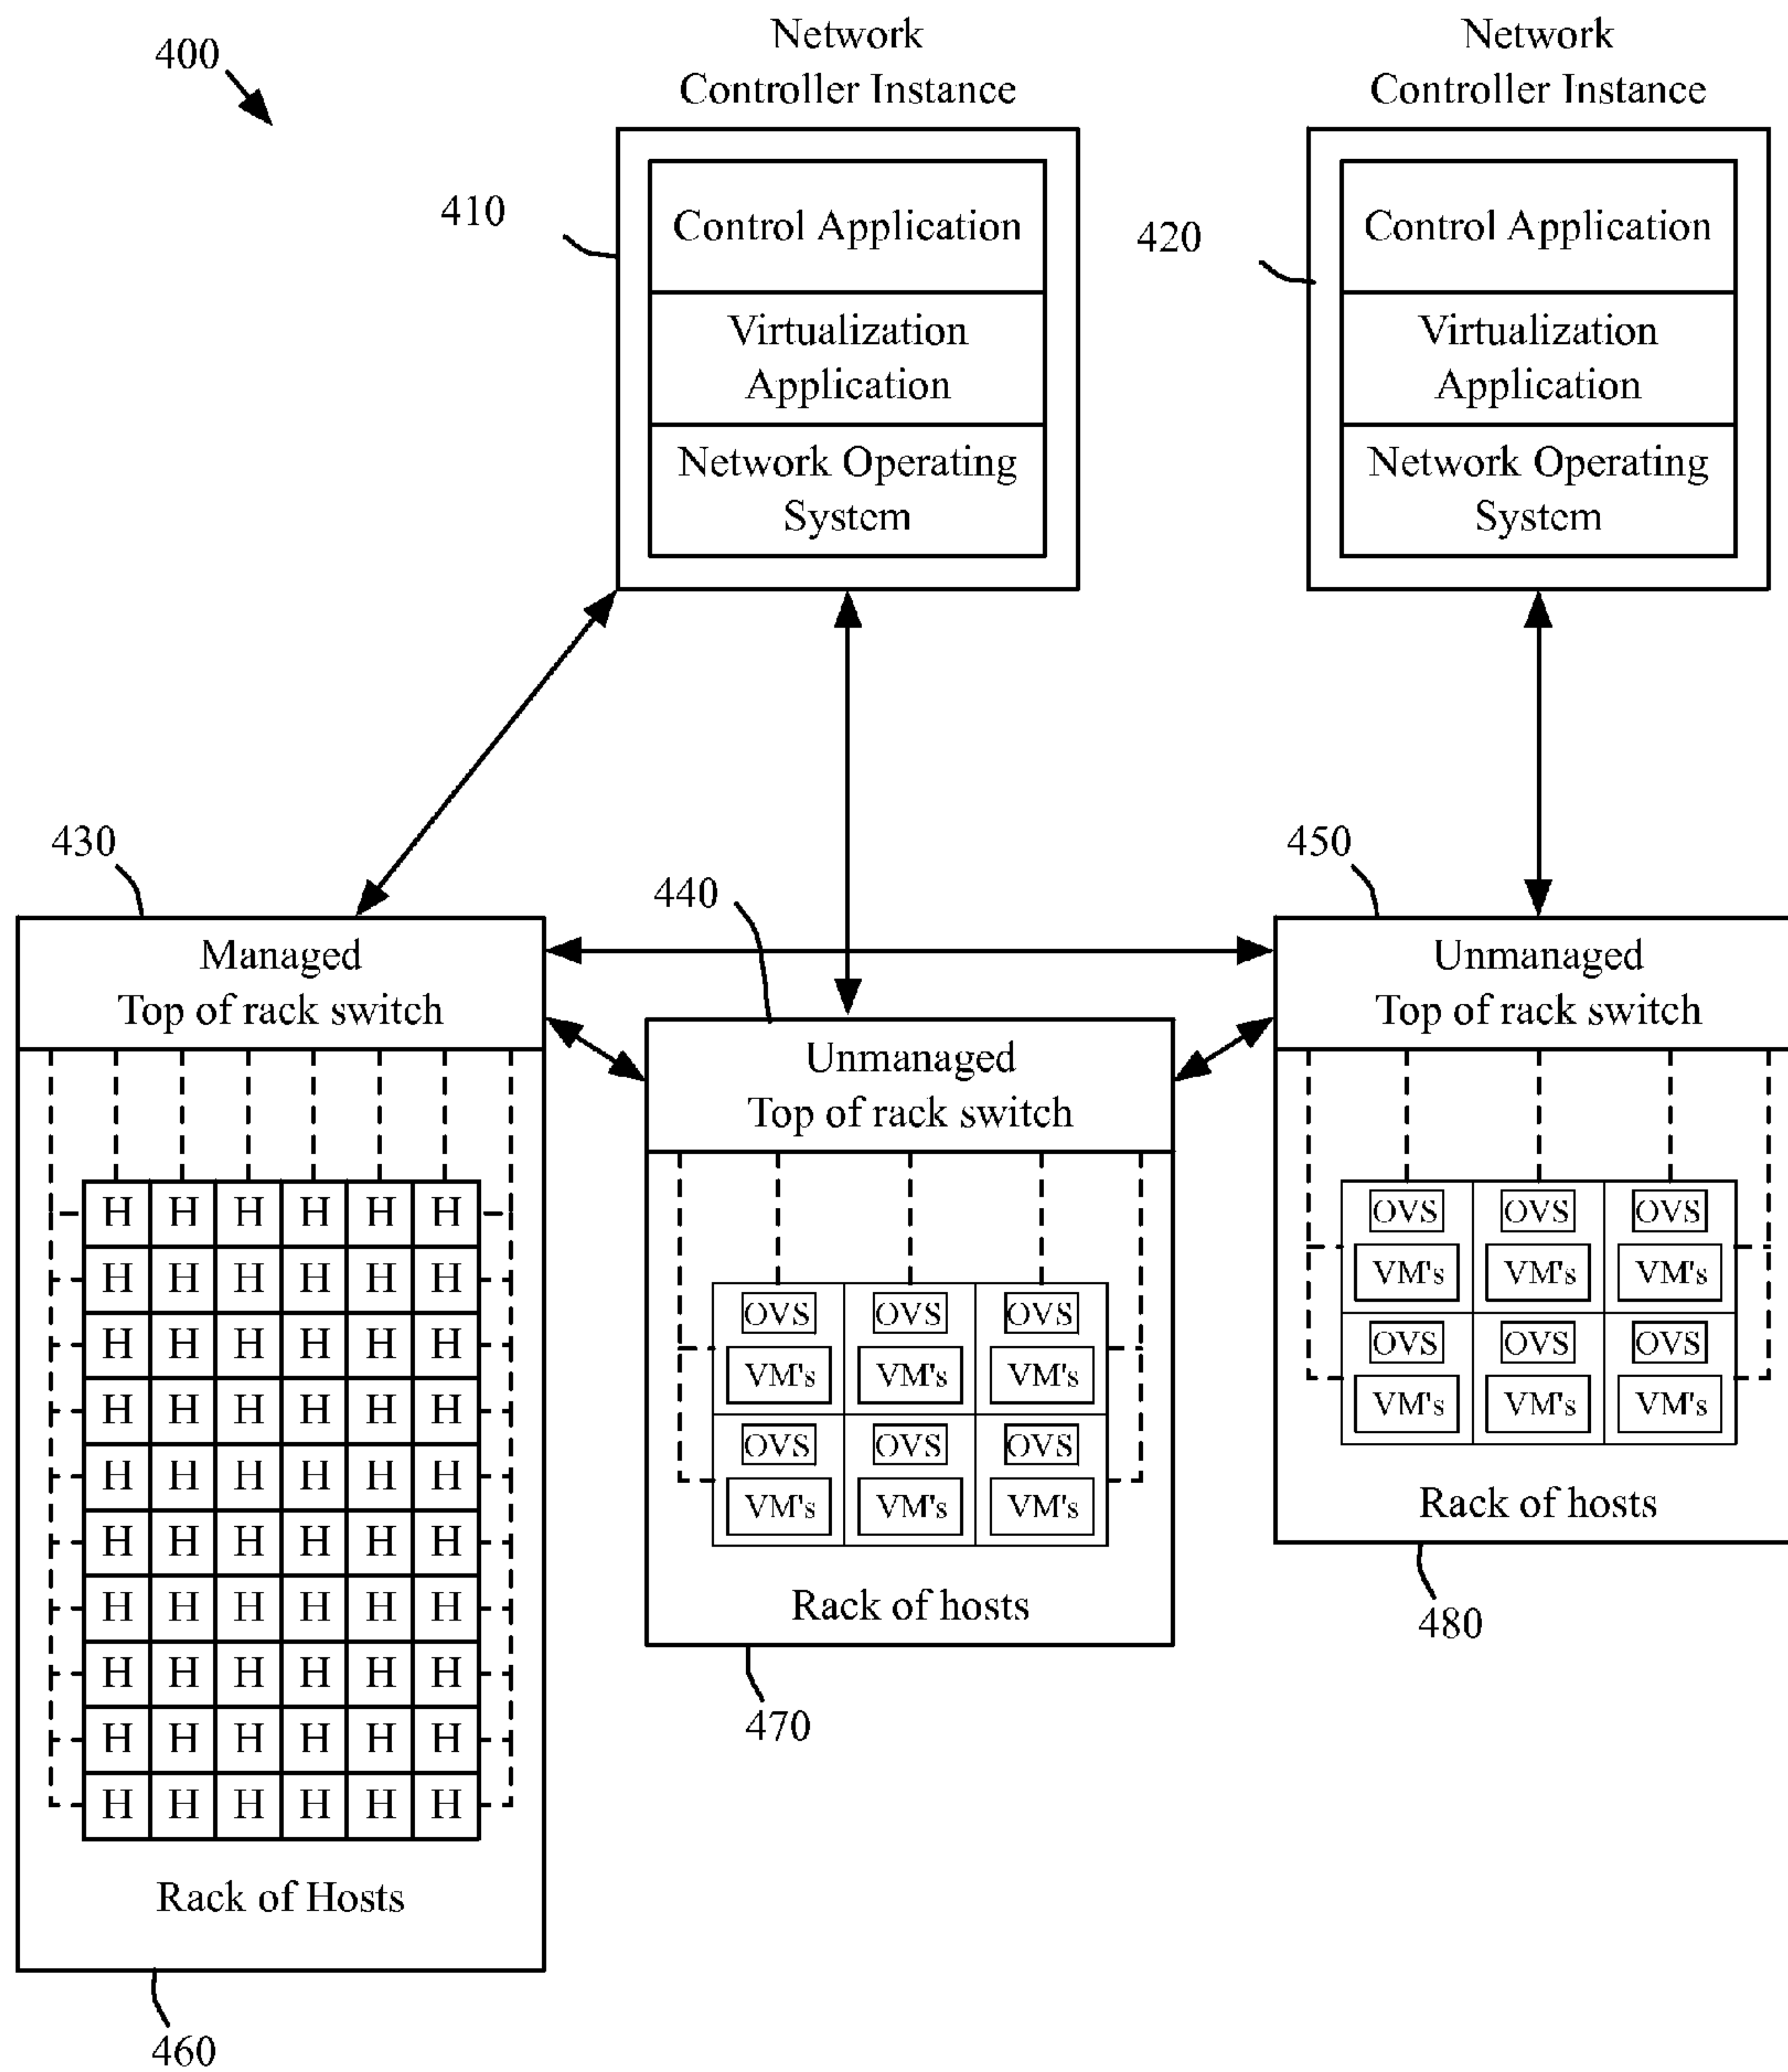 400
Network
Controller Instance
Network
Controller Instance
410
Control Application
Virtualization
Application
Network Operating
System
420
Control Application
Virtualization
Application
Network Operating
System
430
Managed
Top of rack switch
440
Unmanaged
Top of rack switch
450
Unmanaged
Top of rack switch
H H H H H H
H H H H H H
H H H H H H
H H H H H H
H H H H H H
H H H H H H
H H H H H H
H H H H H H
H H H H H H
H H H H H H
Rack of Hosts
460
OVS OVS OVS
VM's VM's VM's
OVS OVS OVS
VM's VM's VM's
Rack of hosts
470
OVS OVS OVS
VM's VM's VM's
OVS OVS OVS
VM's VM's VM's
Rack of hosts
480